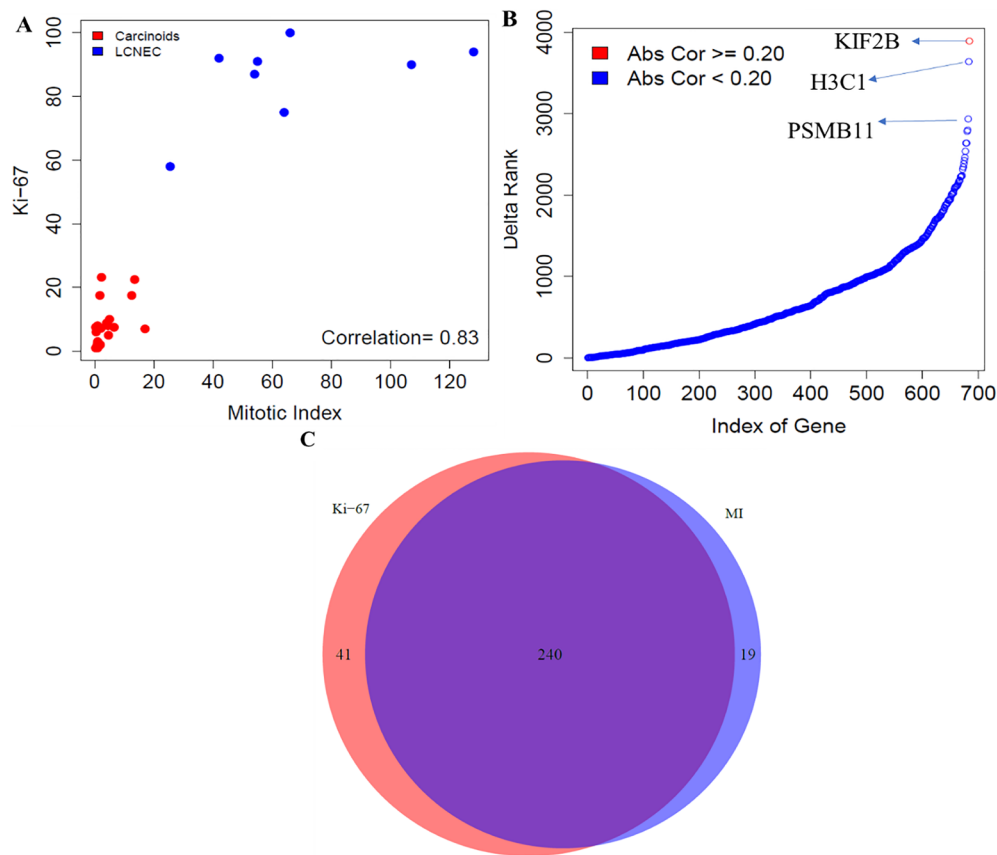 A
Carcinoids
LCNEC
Ki−67
0
20
40
60
80
100
0
20
40
60
80
100
120
Mitotic Index
Correlation= 0.83
B
Abs Cor >= 0.20
Abs Cor < 0.20
KIF2B
H3C1
PSMB11
Delta Rank
0
1000
2000
3000
4000
0
100
200
300
400
500
600
700
Index of Gene
C
Ki−67
MI
41
240
19